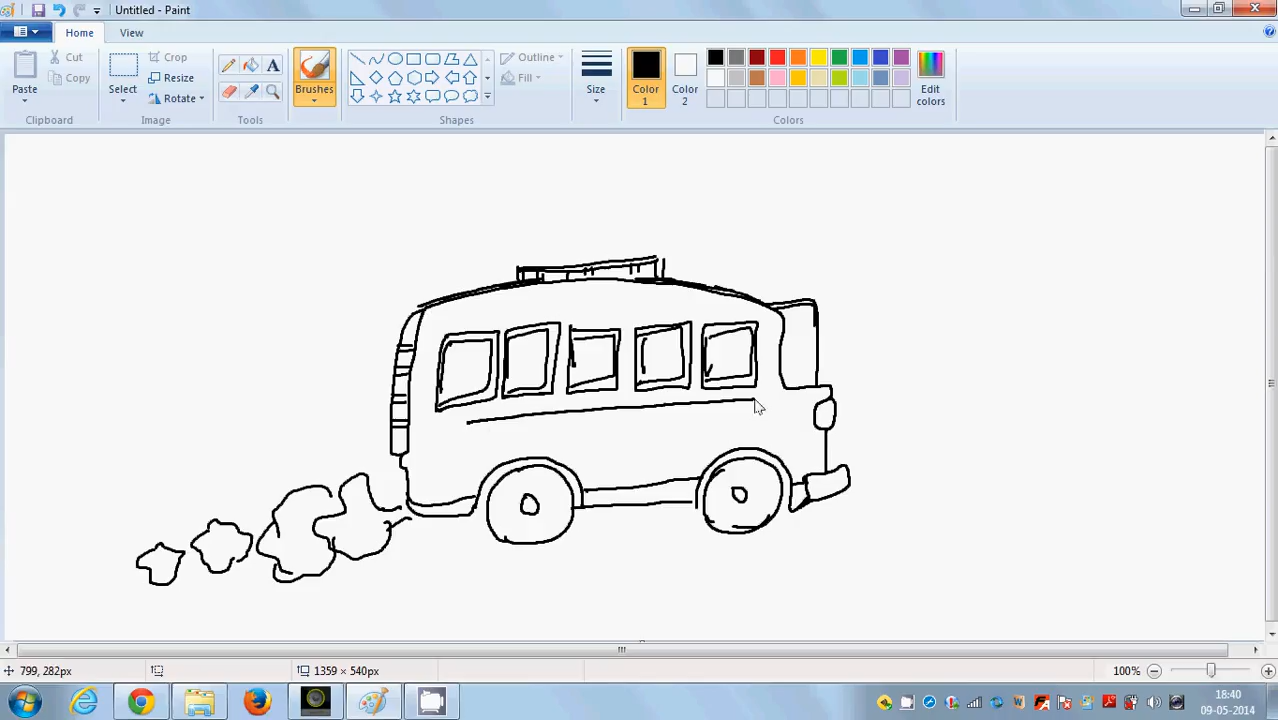 Untitled - Paint
Home
View
Paste
Cut
Copy
Clipboard
Select
Crop
Resize
Rotate
Image
A
Tools
Brushes
Outline
Fill
Shapes
Size
Color 1
Color 2
Edit colors
Colors
799, 282px
1359 × 540px
100%
18:40
09-05-2014